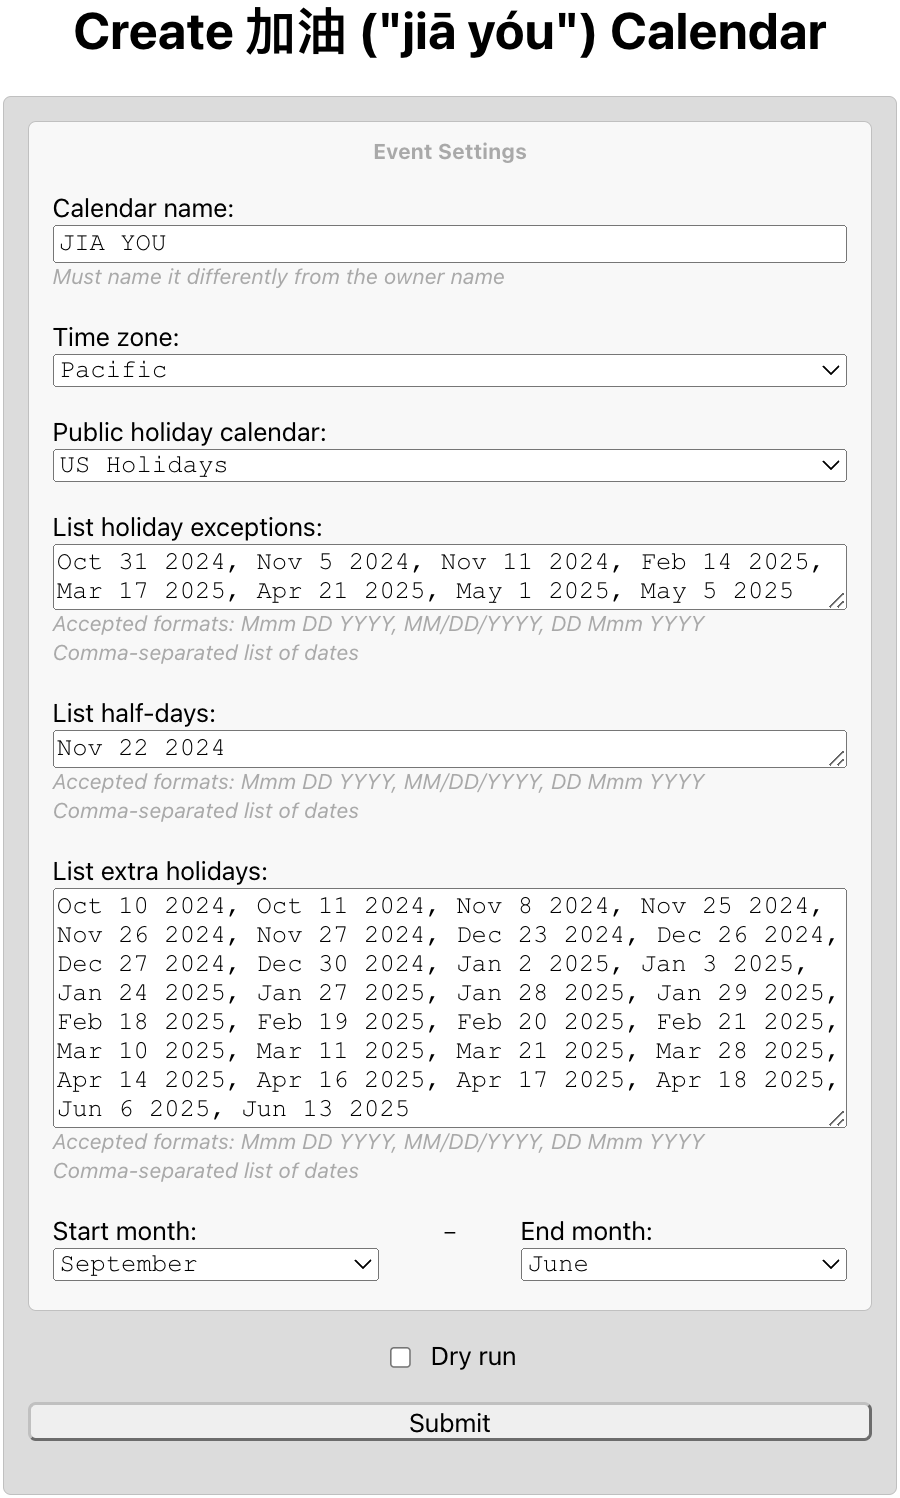 Create 加油 ("jiā yóu") Calendar
Event Settings
Calendar name:
JIA YOU
Must name it differently from the owner name
Time zone:
Pacific
Public holiday calendar:
US Holidays
List holiday exceptions:
Oct 31 2024, Nov 5 2024, Nov 11 2024, Feb 14 2025,
Mar 17 2025, Apr 21 2025, May 1 2025, May 5 2025
Accepted formats: Mmm DD YYYY, MM/DD/YYYY, DD Mmm YYYY
Comma-separated list of dates
List half-days:
Nov 22 2024
Accepted formats: Mmm DD YYYY, MM/DD/YYYY, DD Mmm YYYY
Comma-separated list of dates
List extra holidays:
Oct 10 2024, Oct 11 2024, Nov 8 2024, Nov 25 2024,
Nov 26 2024, Nov 27 2024, Dec 23 2024, Dec 26 2024,
Dec 27 2024, Dec 30 2024, Jan 2 2025, Jan 3 2025,
Jan 24 2025, Jan 27 2025, Jan 28 2025, Jan 29 2025,
Feb 18 2025, Feb 19 2025, Feb 20 2025, Feb 21 2025,
Mar 10 2025, Mar 11 2025, Mar 21 2025, Mar 28 2025,
Apr 14 2025, Apr 16 2025, Apr 17 2025, Apr 18 2025,
Jun 6 2025, Jun 13 2025
Accepted formats: Mmm DD YYYY, MM/DD/YYYY, DD Mmm YYYY
Comma-separated list of dates
Start month: – End month:
September June
Dry run
Submit